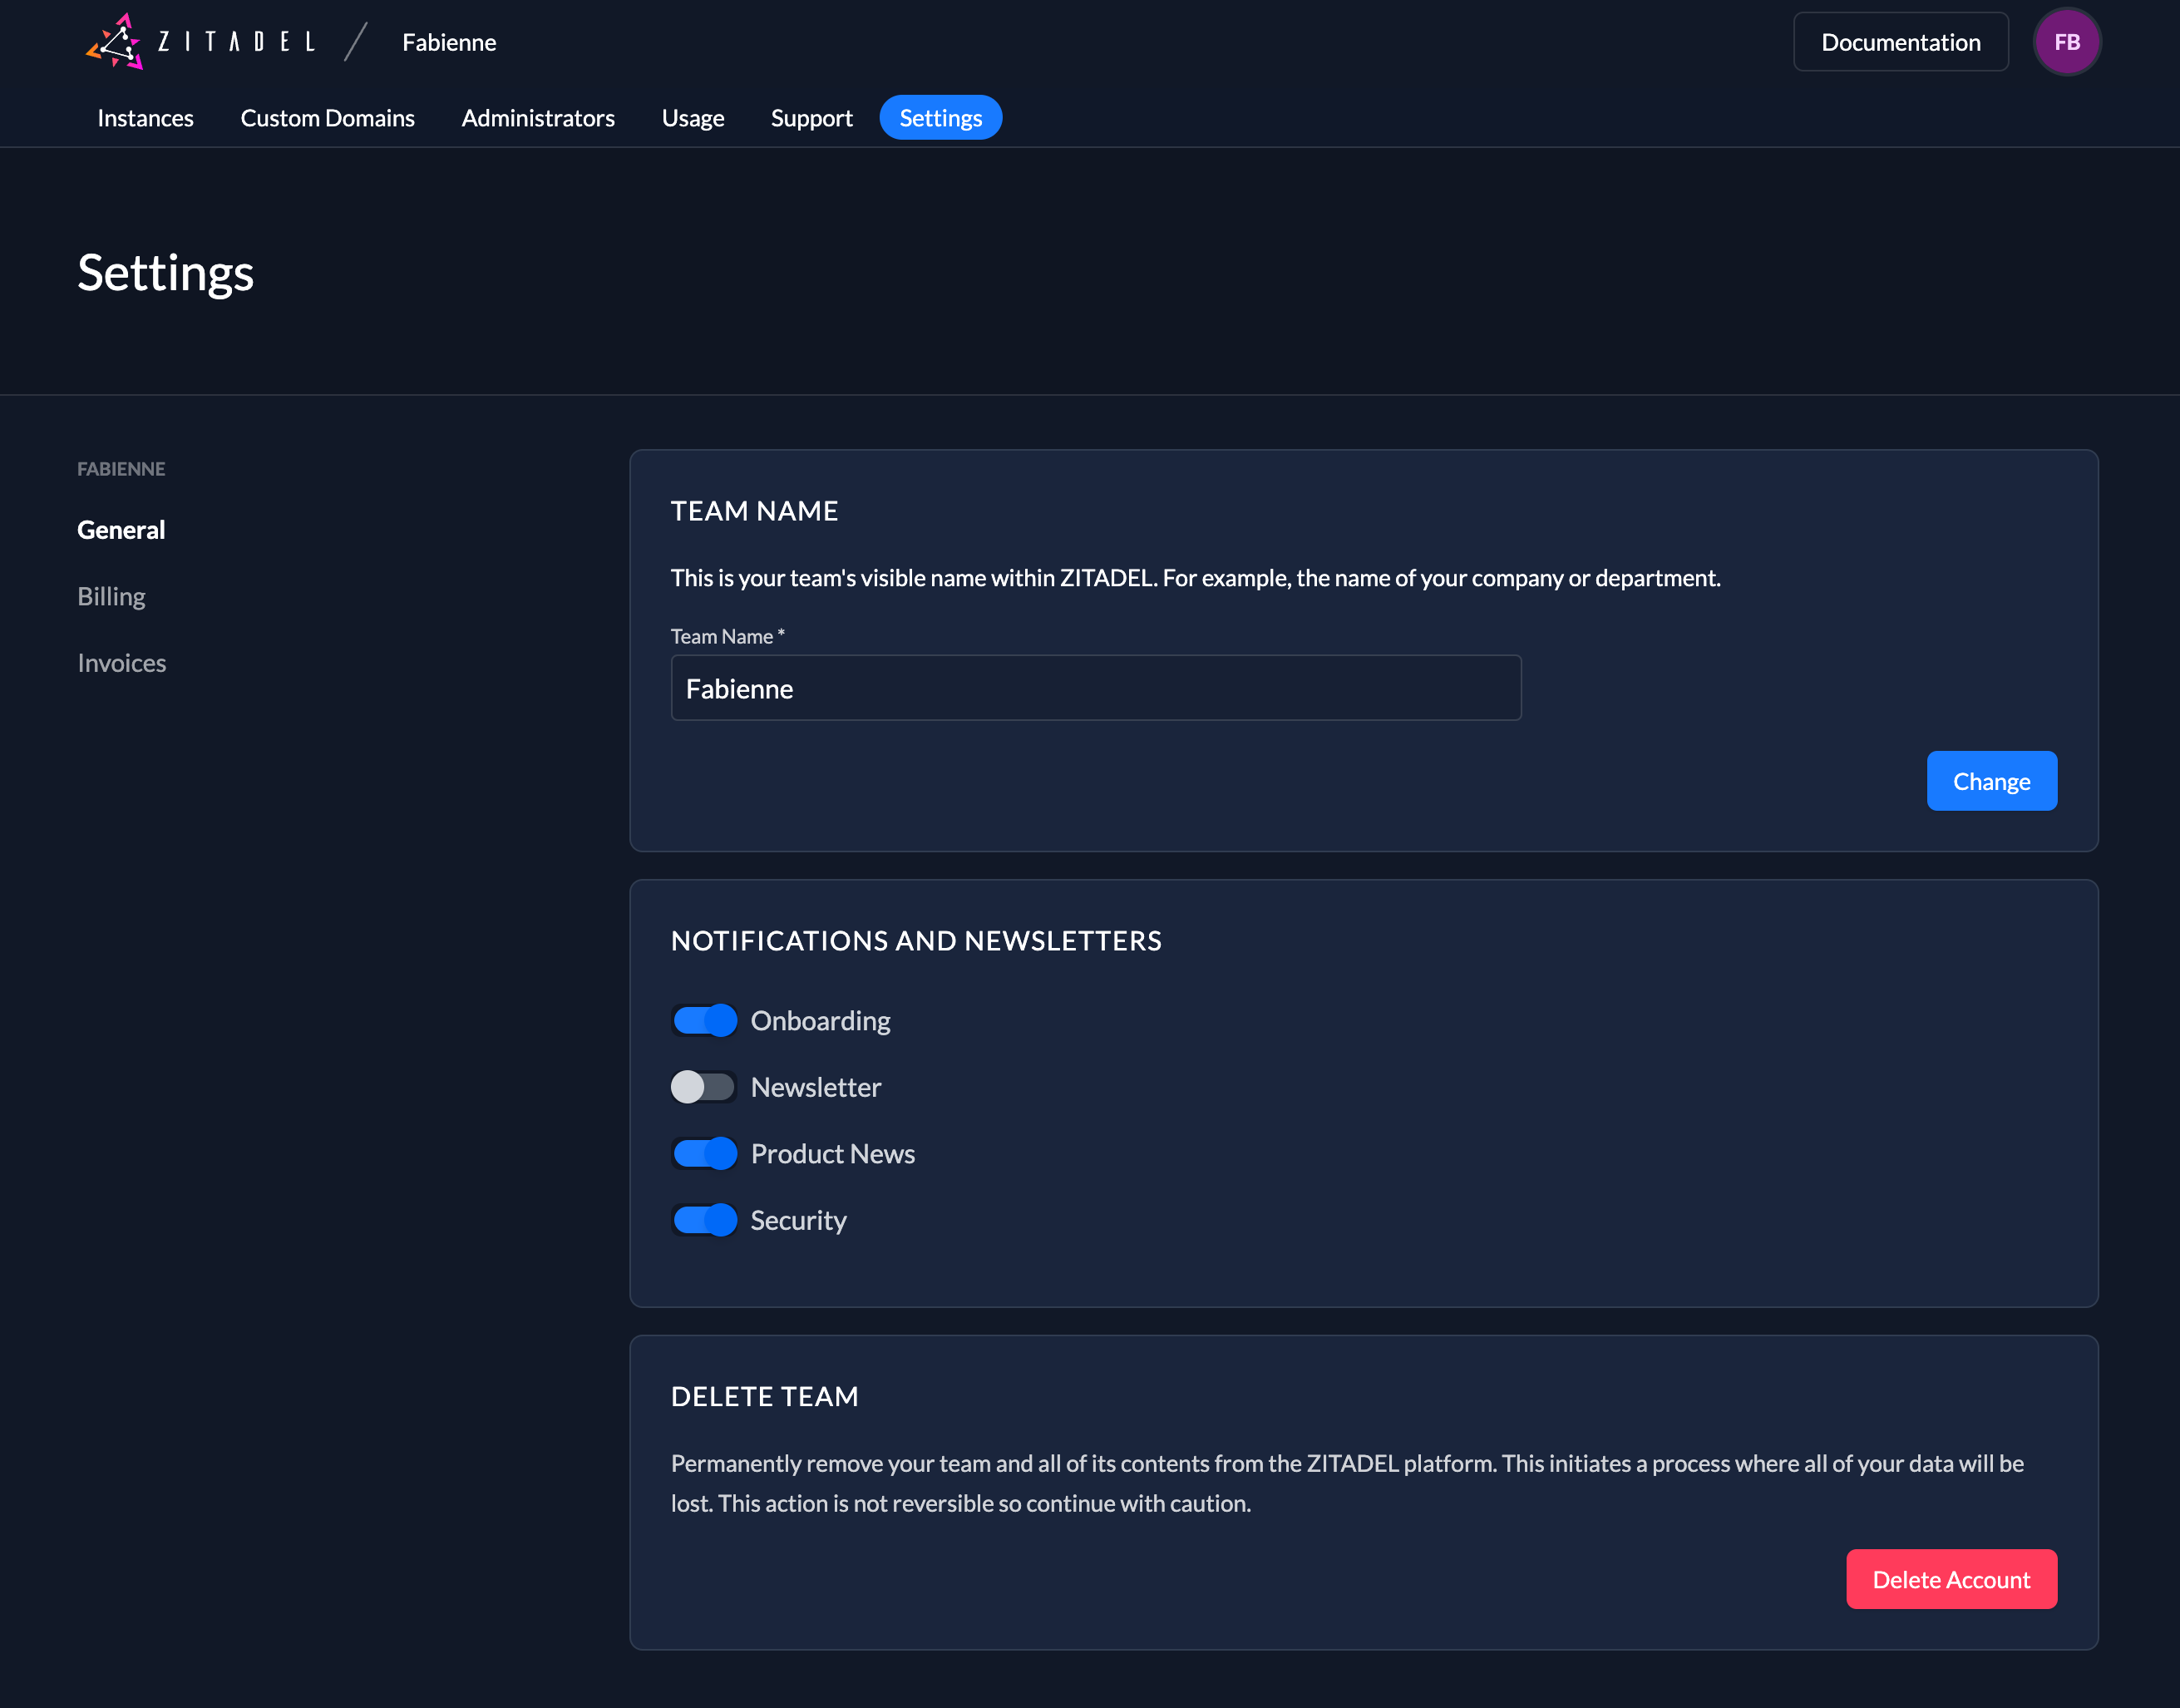 ZITADEL
Fabienne
Documentation
FB
Instances
Custom Domains
Administrators
Usage
Support
Settings
Settings
FABIENNE
General
Billing
Invoices
TEAM NAME
This is your team's visible name within ZITADEL. For example, the name of your company or department.
Team Name *
Fabienne
Change
NOTIFICATIONS AND NEWSLETTERS
Onboarding
Newsletter
Product News
Security
DELETE TEAM
Permanently remove your team and all of its contents from the ZITADEL platform. This initiates a process where all of your data will be
lost. This action is not reversible so continue with caution.
Delete Account